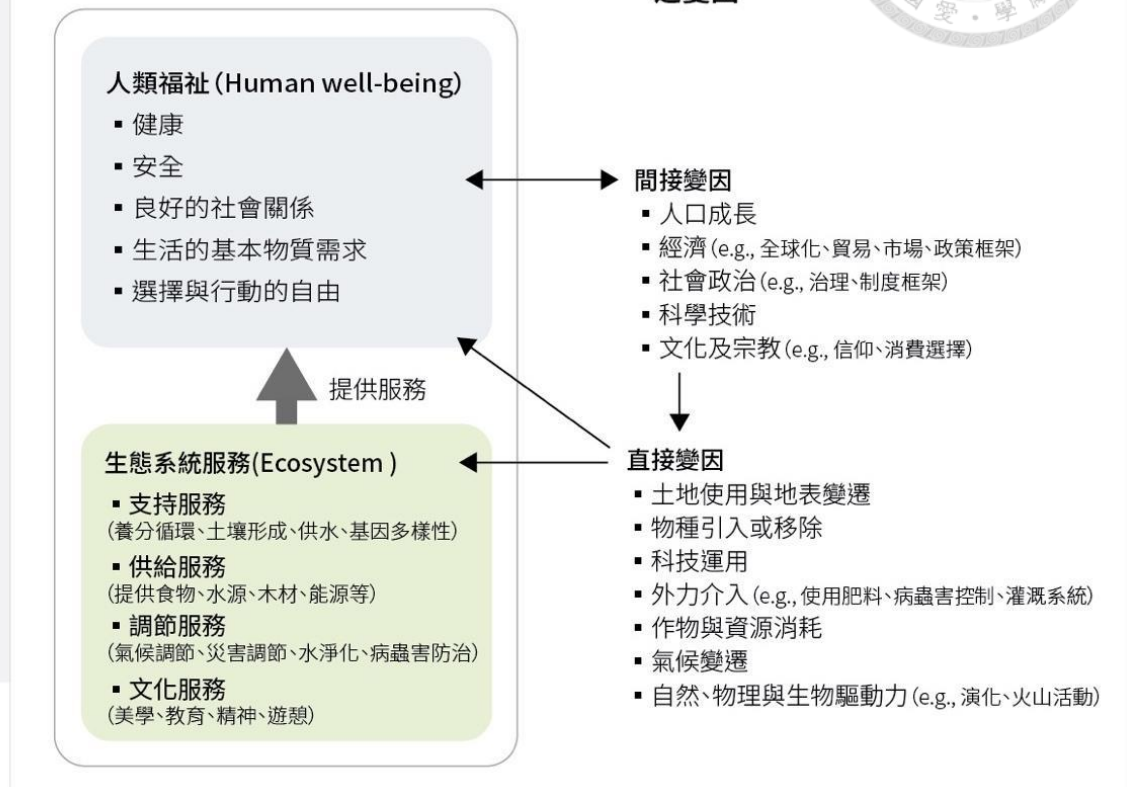 人類福祉(Human well-being)
▪ 健康
▪ 安全
▪ 良好的社會關係
▪ 生活的基本物質需求
▪ 選擇與行動的自由
提供服務
生態系統服務(Ecosystem )
▪ 支持服務
(養分循環、土壤形成、供水、基因多樣性)
▪ 供給服務
(提供食物、水源、木材、能源等)
▪ 調節服務
(氣候調節、災害調節、水淨化、病蟲害防治)
▪ 文化服務
(美學、教育、精神、遊憩)
間接變因
▪ 人口成長
▪ 經濟(e.g., 全球化、貿易、市場、政策框架)
▪ 社會政治(e.g., 治理、制度框架)
▪ 科學技術
▪ 文化及宗教(e.g., 信仰、消費選擇)
直接變因
▪ 土地使用與地表變遷
▪ 物種引入或移除
▪ 科技運用
▪ 外力介入(e.g., 使用肥料、病蟲害控制、灌溉系統)
▪ 作物與資源消耗
▪ 氣候變遷
▪ 自然、物理與生物驅動力(e.g., 演化、火山活動)